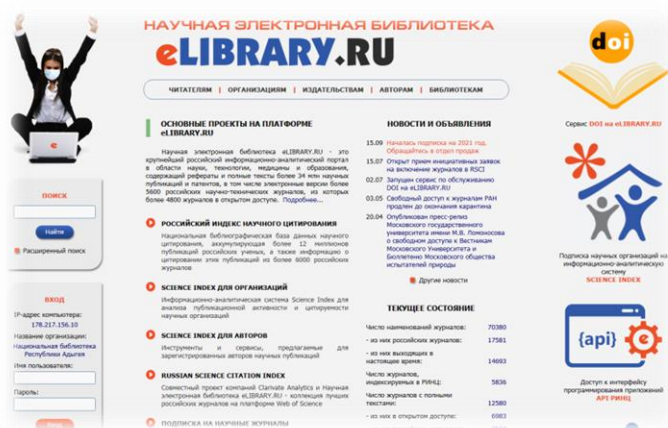 НАУЧНАЯ ЭЛЕКТРОННАЯ БИБЛИОТЕКА
eLIBRARY.RU
ЧИТАТЕЛЯМ | ОРГАНИЗАЦИЯМ | ИЗДАТЕЛЬСТВАМ | АВТОРАМ | БИБЛИОТЕКАМ
e
ПОИСК
Найти
Расширенный поиск
ВХОД
IP-адрес компьютера:
178.217.156.10
Название организации:
Национальная библиотека
Республики Адыгея
Имя пользователя:
Пароль:
ОСНОВНЫЕ ПРОЕКТЫ НА ПЛАТФОРМЕ
eLIBRARY.RU
Научная электронная библиотека eLIBRARY.RU - это
крупнейший российский информационно-аналитический портал
в области науки, технологии, медицины и образования,
содержащий рефераты и полные тексты более 34 млн научных
публикаций и патентов, в том числе электронные версии более
5600 российских научно-технических журналов, из которых
более 4800 журналов в открытом доступе. Подробнее...
РОССИЙСКИЙ ИНДЕКС НАУЧНОГО ЦИТИРОВАНИЯ
Национальная библиографическая база данных научного
цитирования, аккумулирующая более 12 миллионов
публикаций российских ученых, а также информацию о
цитировании этих публикаций из более 6000 российских
журналов
SCIENCE INDEX ДЛЯ ОРГАНИЗАЦИЙ
Информационно-аналитическая система Science Index для
анализа публикационной активности и цитируемости
научных организаций
SCIENCE INDEX ДЛЯ АВТОРОВ
Инструменты и сервисы, предлагаемые для
зарегистрированных авторов научных публикаций
RUSSIAN SCIENCE CITATION INDEX
Совместный проект компаний Clarivate Analytics и Научная
электронная библиотека eLIBRARY.RU - коллекция лучших
российских журналов на платформе Web of Science
ПОДПИСКА НА НАУЧНЫЕ ЖУРНАЛЫ
НОВОСТИ И ОБЪЯВЛЕНИЯ
15.09 Началась подписка на 2021 год.
Обращайтесь в отдел продаж
15.07 Открыт прием инициативных заявок
на включение журналов в RSCI
02.07 Запущен сервис по обслуживанию
DOI на eLIBRARY.RU
03.05 Свободный доступ к журналам РАН
продлен до окончания карантина
20.04 Опубликован пресс-релиз
Московского государственного
университета имени М.В. Ломоносова
о свободном доступе к Вестникам
Московского Университета и
Бюллетеню Московского общества
испытателей природы
Другие новости
ТЕКУЩЕЕ СОСТОЯНИЕ
Число наименований журналов: 70380
- из них российских журналов: 17581
- из них выходящих в
настоящее время: 14693
Число журналов,
индексируемых в РИНЦ: 5836
Число журналов с полными
текстами: 12580
- из них в открытом доступе: 6983
doi
Сервис DOI на eLIBRARY.RU
Подписка научных организаций на
информационно-аналитическую
систему
SCIENCE INDEX
{api} e
Доступ к интерфейсу
программирования приложений
API РИНЦ